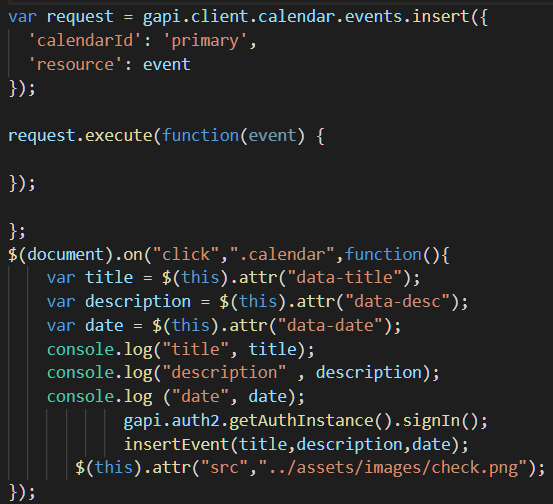 var request = gapi.client.calendar.events.insert({
  'calendarId': 'primary',
  'resource': event
});

request.execute(function(event) {

});

};
$(document).on("click",".calendar",function(){
    var title = $(this).attr("data-title");
    var description = $(this).attr("data-desc");
    var date = $(this).attr("data-date");
    console.log("title", title);
    console.log("description" , description);
    console.log ("date", date);
            gapi.auth2.getAuthInstance().signIn();
            insertEvent(title,description,date);
       $(this).attr("src","../assets/images/check.png");
});